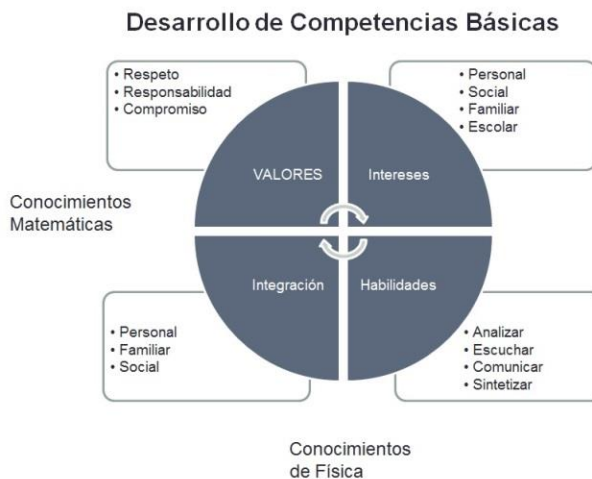 Desarrollo de Competencias Básicas
• Respeto
• Responsabilidad
• Compromiso
• Personal
• Social
• Familiar
• Escolar
VALORES
Intereses
Conocimientos
Matemáticas
Integración
Habilidades
• Personal
• Familiar
• Social
• Analizar
• Escuchar
• Comunicar
• Sintetizar
Conocimientos
de Física